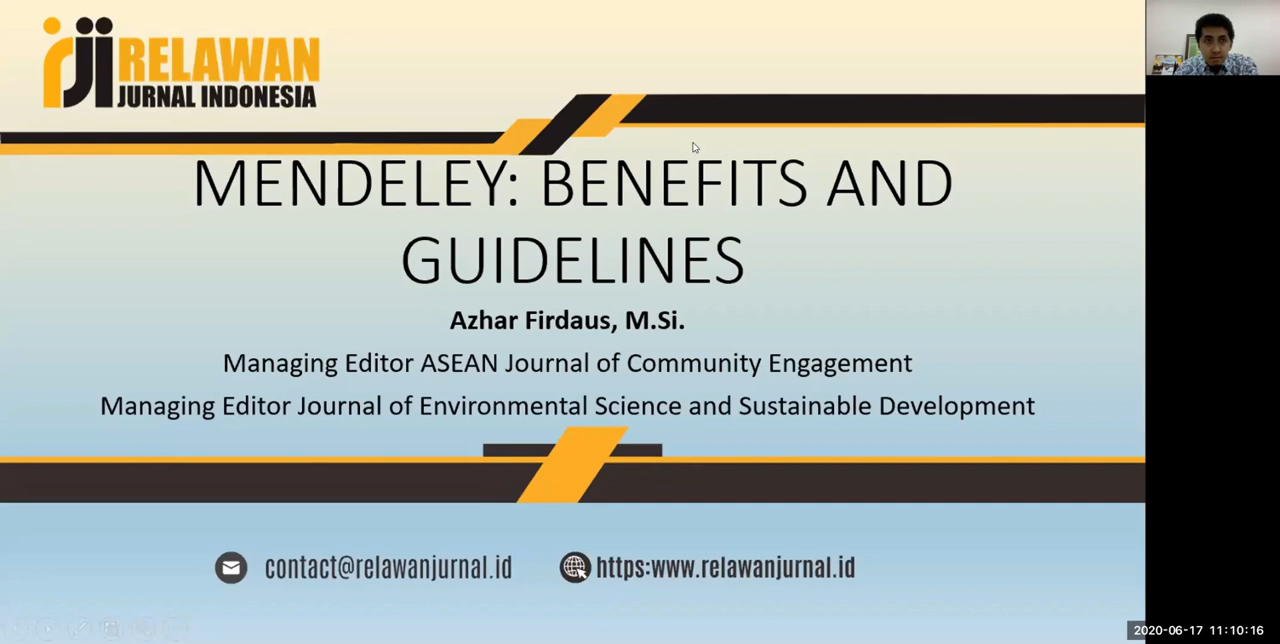 RELAWAN
JURNAL INDONESIA
MENDELEY: BENEFITS AND
GUIDELINES
Azhar Firdaus, M.Si.
Managing Editor ASEAN Journal of Community Engagement
Managing Editor Journal of Environmental Science and Sustainable Development
contact@relawanjurnal.id
https:www.relawanjurnal.id
2020-06-17 11:10:16